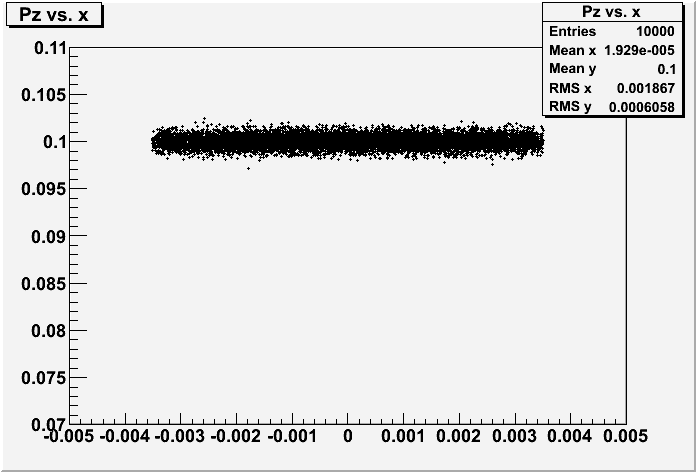 Pz vs. x
Pz vs. x
Entries 10000
Mean x 1.929e-005
Mean y 0.1
RMS x 0.001867
RMS y 0.0006058
0.11
0.105
0.1
0.095
0.09
0.085
0.08
0.075
0.07
-0.005 -0.004 -0.003 -0.002 -0.001 0 0.001 0.002 0.003 0.004 0.005